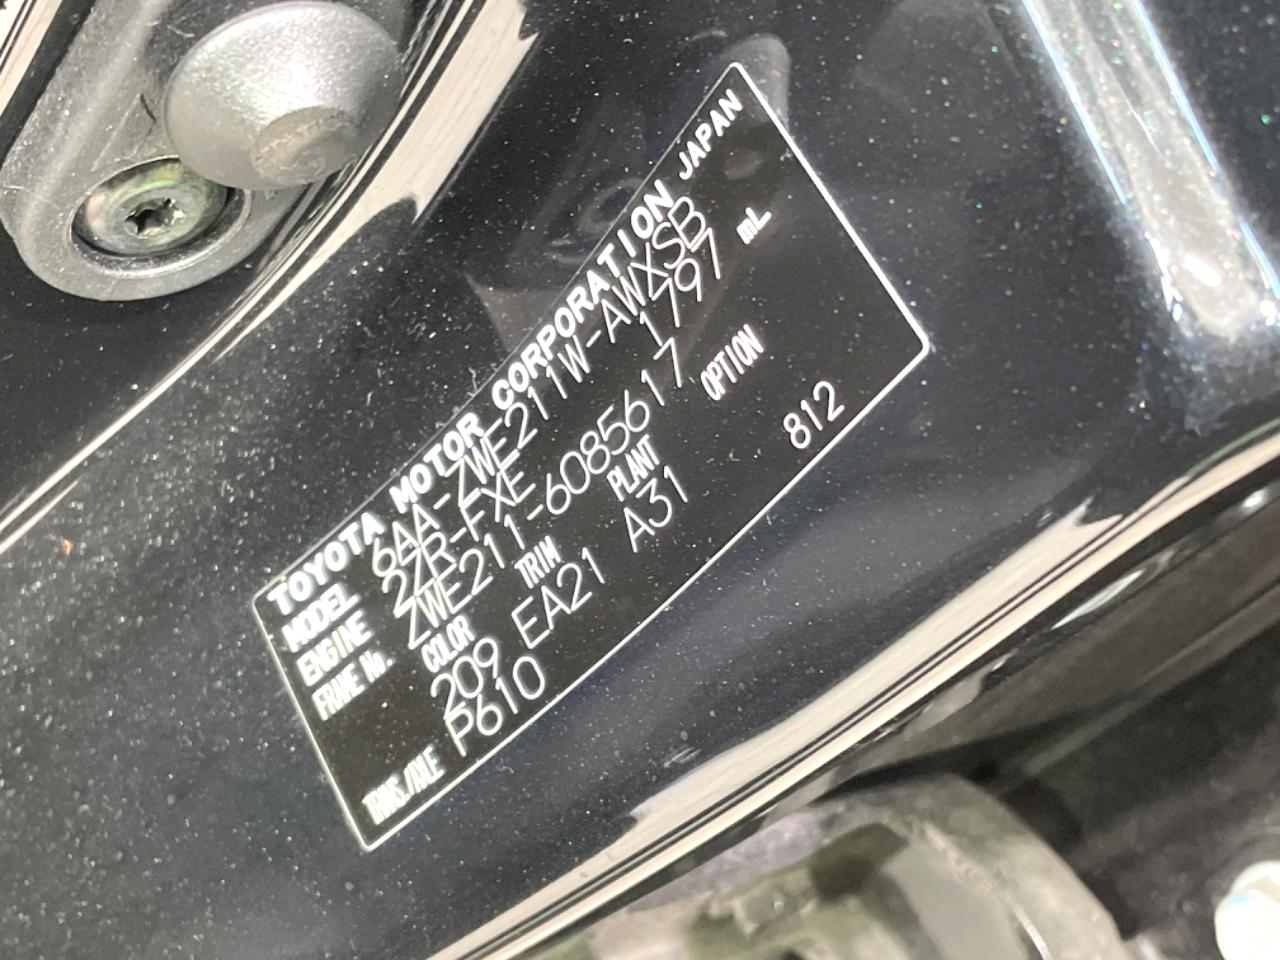 TOYOTA MOTOR CORPORATION JAPAN
MODEL 6AA-ZWE211W-AWXSB
ENGINE 2ZR-FXE 1797 mL
FRAME No. ZWE211-6085617
COLOR TRIM PLANT OPTION
209 EA21 A31 812
TRANS./AXLE P610